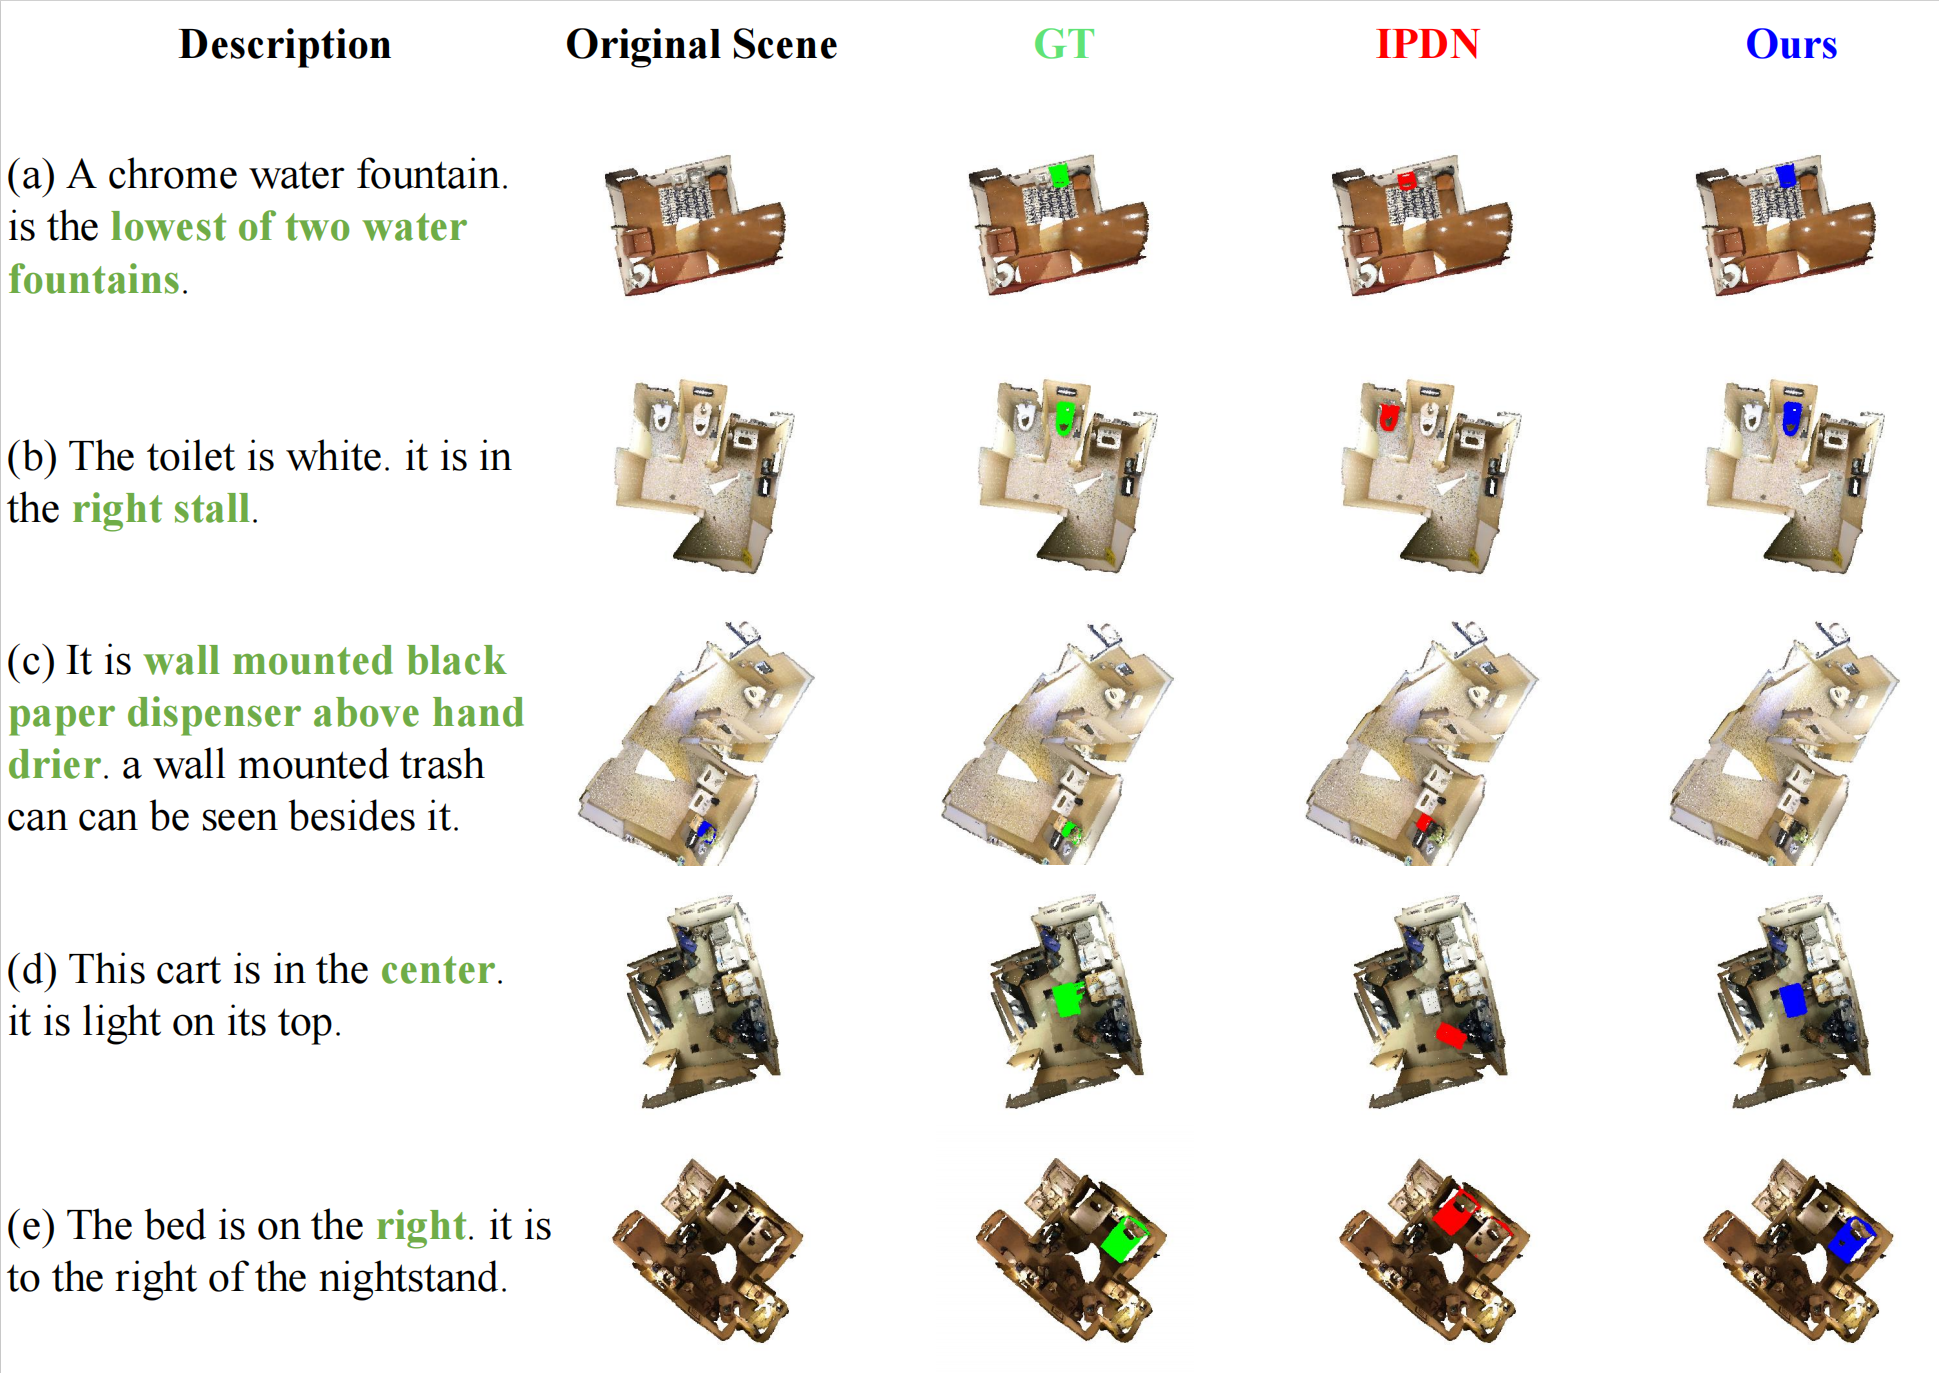 Description Original Scene GT IPDN Ours
(a) A chrome water fountain.
is the lowest of two water
fountains.
(b) The toilet is white. it is in
the right stall.
(c) It is wall mounted black
paper dispenser above hand
drier. a wall mounted trash
can can be seen besides it.
(d) This cart is in the center.
it is light on its top.
(e) The bed is on the right. it is
to the right of the nightstand.